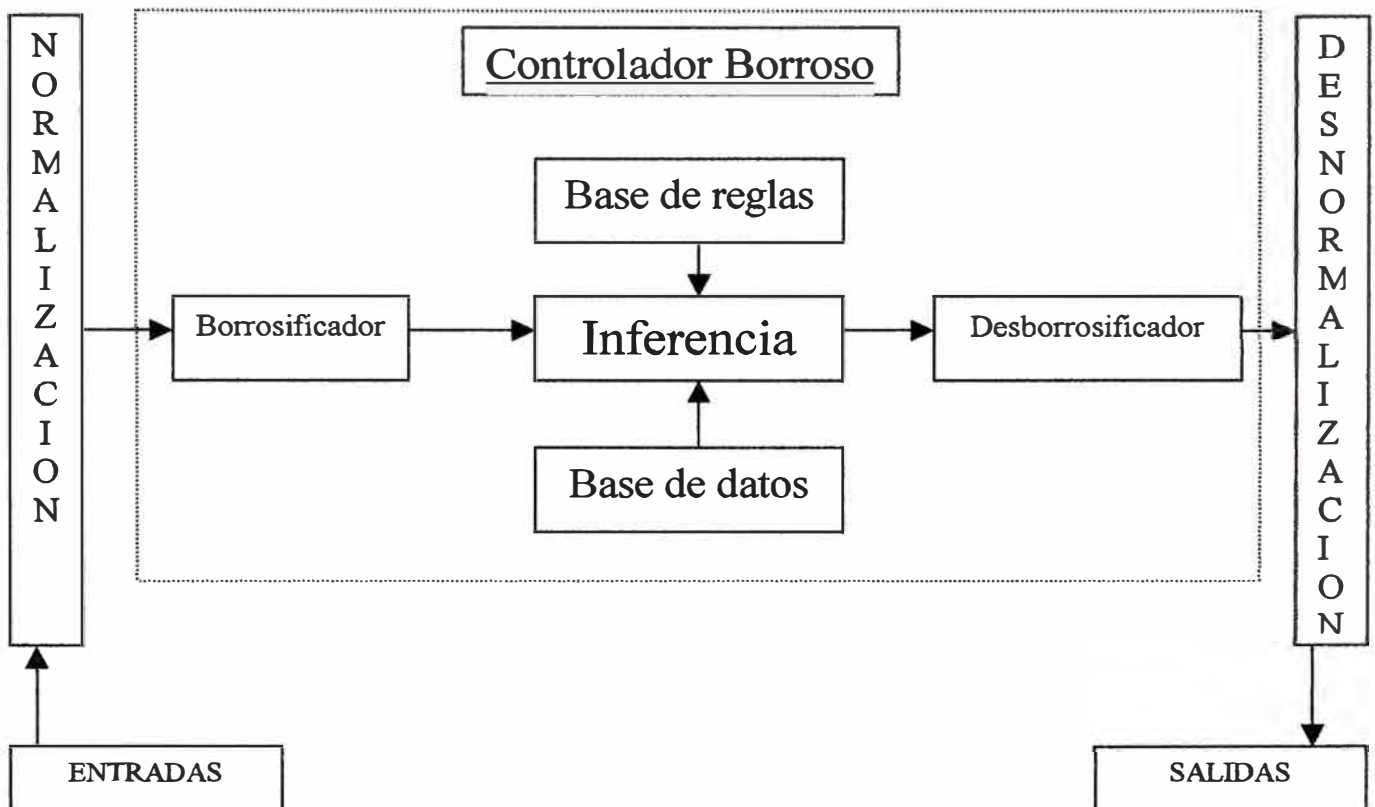 NORMALIZACION
Controlador Borroso
DESNORMALIZACION
Base de reglas
Borrosificador
Inferencia
Desborrosificador
Base de datos
ENTRADAS
SALIDAS